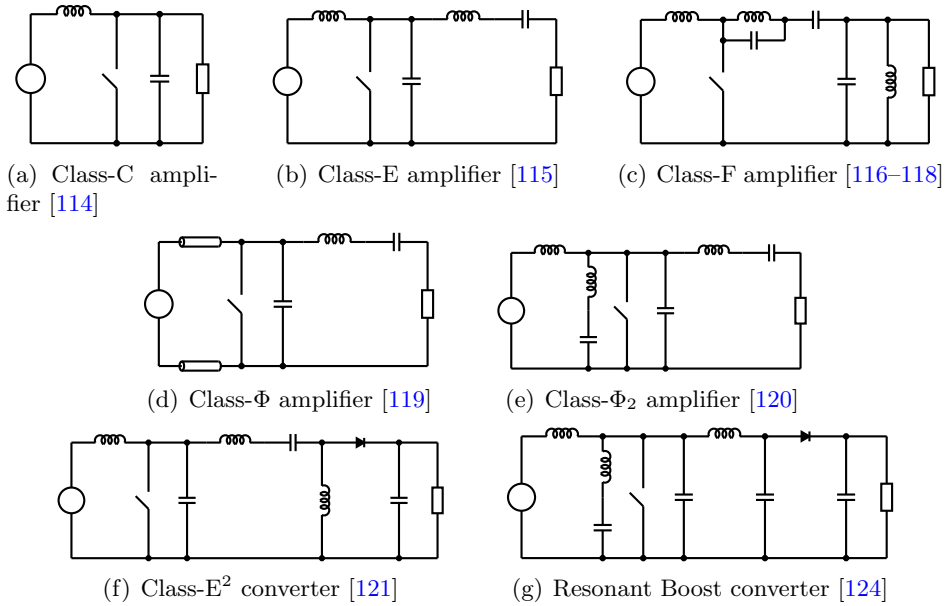 (a) Class-C ampli-
fier [114]
(b) Class-E amplifier [115]
(c) Class-F amplifier [116–118]
(d) Class-Φ amplifier [119]
(e) Class-Φ₂ amplifier [120]
(f) Class-E² converter [121]
(g) Resonant Boost converter [124]